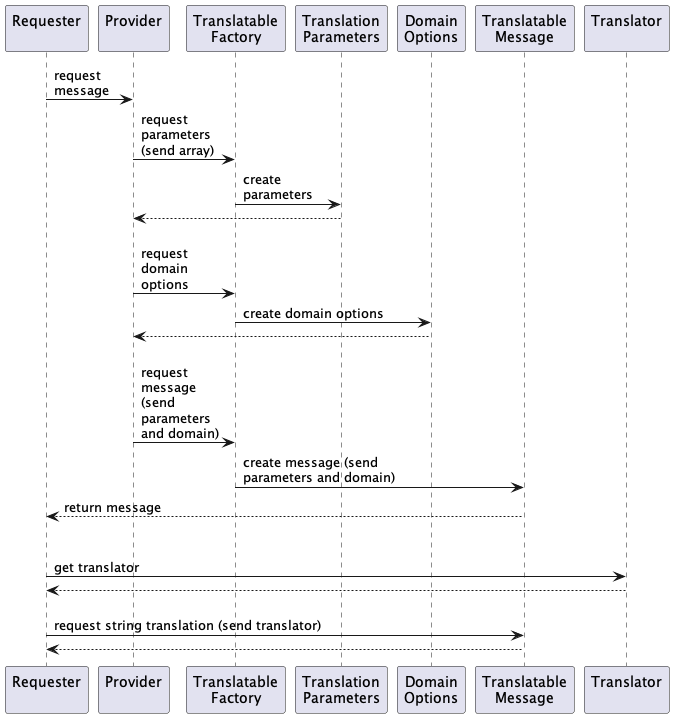 Requester
Provider
Translatable
Factory
Translation
Parameters
Domain
Options
Translatable
Message
Translator
request
message
request
parameters
(send array)
create
parameters
request
domain
options
create domain options
request
message
(send
parameters
and domain)
create message (send
parameters and domain)
return message
get translator
request string translation (send translator)
Requester
Provider
Translatable
Factory
Translation
Parameters
Domain
Options
Translatable
Message
Translator